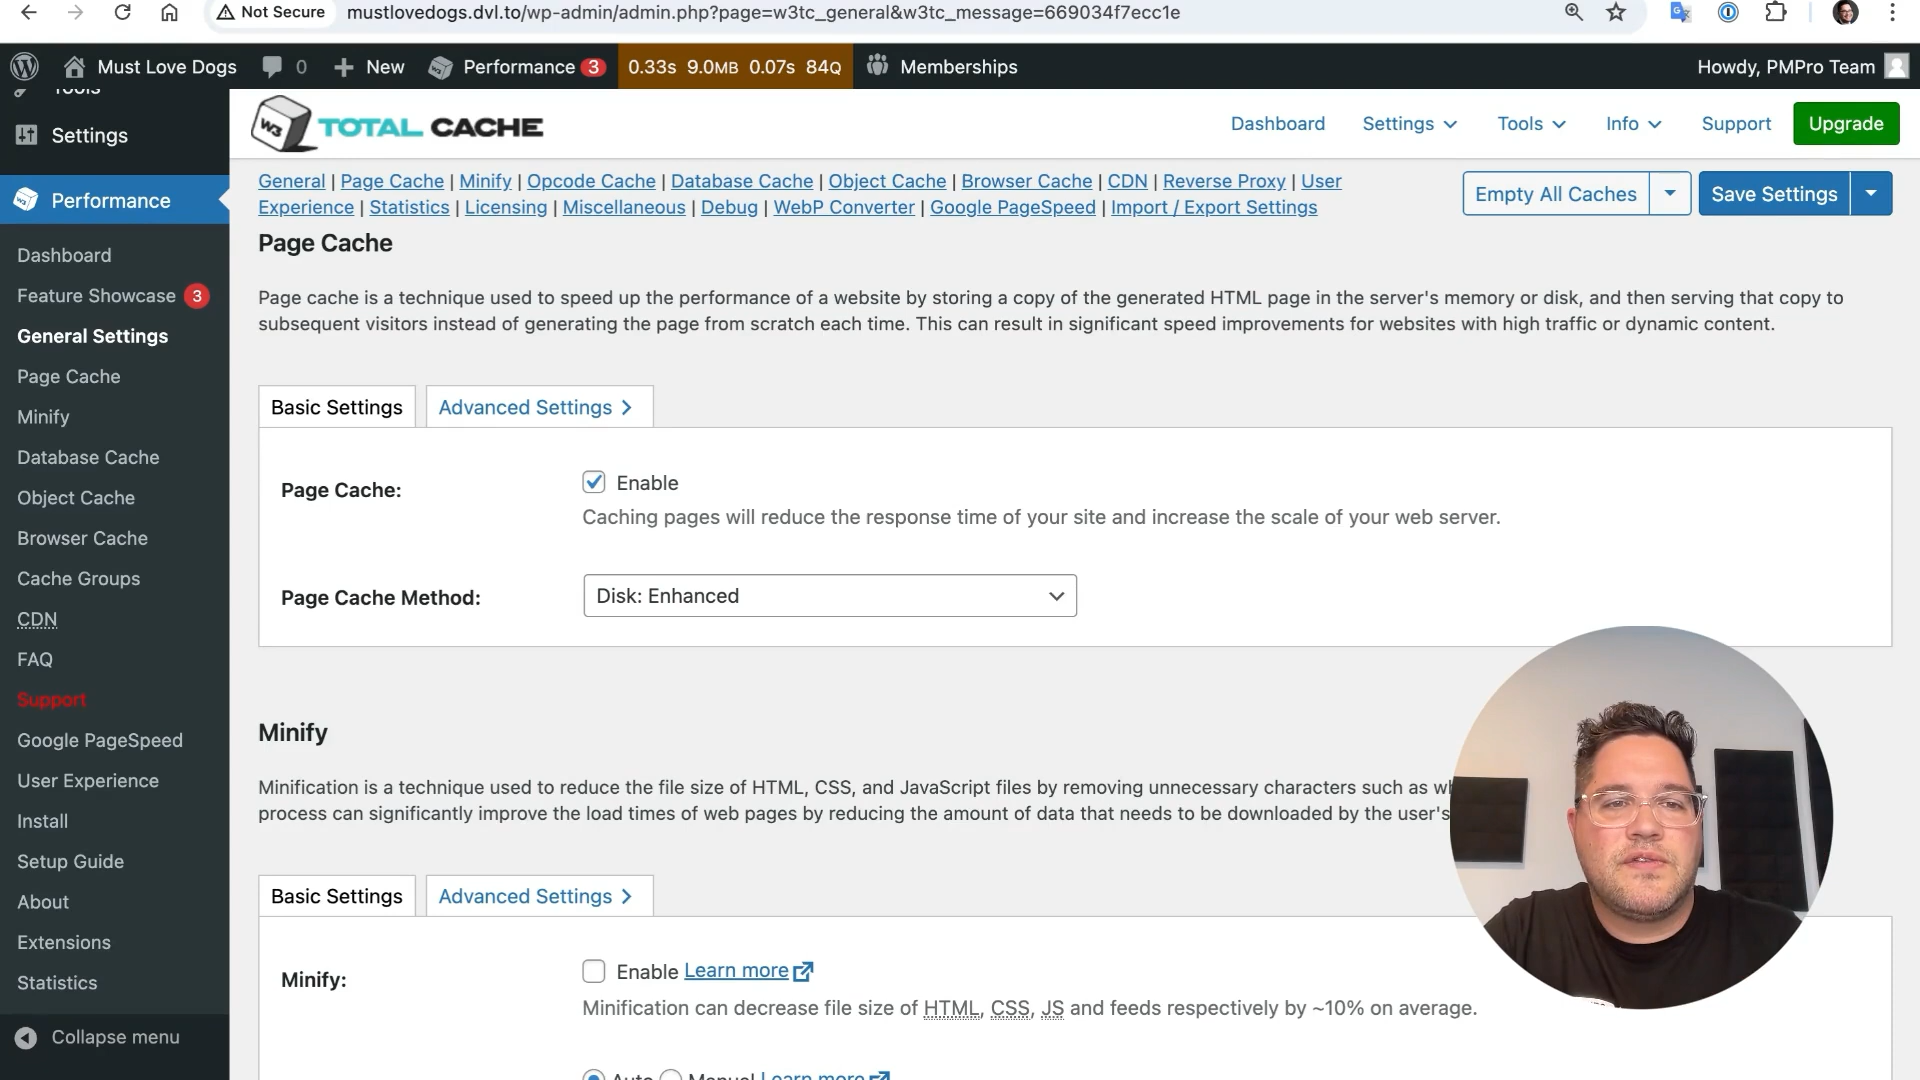 Not Secure mustlovedogs.dvl.to/wp-admin/admin.php?page=w3tc_general&w3tc_message=669034f7ecc1e
Must Love Dogs 0 New Performance 3 0.33s 9.0MB 0.07s 84Q Memberships Howdy, PMPro Team
Tools
Settings
Performance
Dashboard
Feature Showcase 3
General Settings
Page Cache
Minify
Database Cache
Object Cache
Browser Cache
Cache Groups
CDN
FAQ
Support
Google PageSpeed
User Experience
Install
Setup Guide
About
Extensions
Statistics
Collapse menu
W3 TOTAL CACHE
Dashboard Settings Tools Info Support Upgrade
General | Page Cache | Minify | Opcode Cache | Database Cache | Object Cache | Browser Cache | CDN | Reverse Proxy | User
Experience | Statistics | Licensing | Miscellaneous | Debug | WebP Converter | Google PageSpeed | Import / Export Settings
Empty All Caches Save Settings
Page Cache
Page cache is a technique used to speed up the performance of a website by storing a copy of the generated HTML page in the server's memory or disk, and then serving that copy to
subsequent visitors instead of generating the page from scratch each time. This can result in significant speed improvements for websites with high traffic or dynamic content.
Basic Settings Advanced Settings
Page Cache: Enable
Caching pages will reduce the response time of your site and increase the scale of your web server.
Page Cache Method: Disk: Enhanced
Minify
Minification is a technique used to reduce the file size of HTML, CSS, and JavaScript files by removing unnecessary characters such as
process can significantly improve the load times of web pages by reducing the amount of data that needs to be downloaded by the user's
Basic Settings Advanced Settings
Minify: Enable Learn more
Minification can decrease file size of HTML, CSS, JS and feeds respectively by ~10% on average.
Auto Manual Learn more